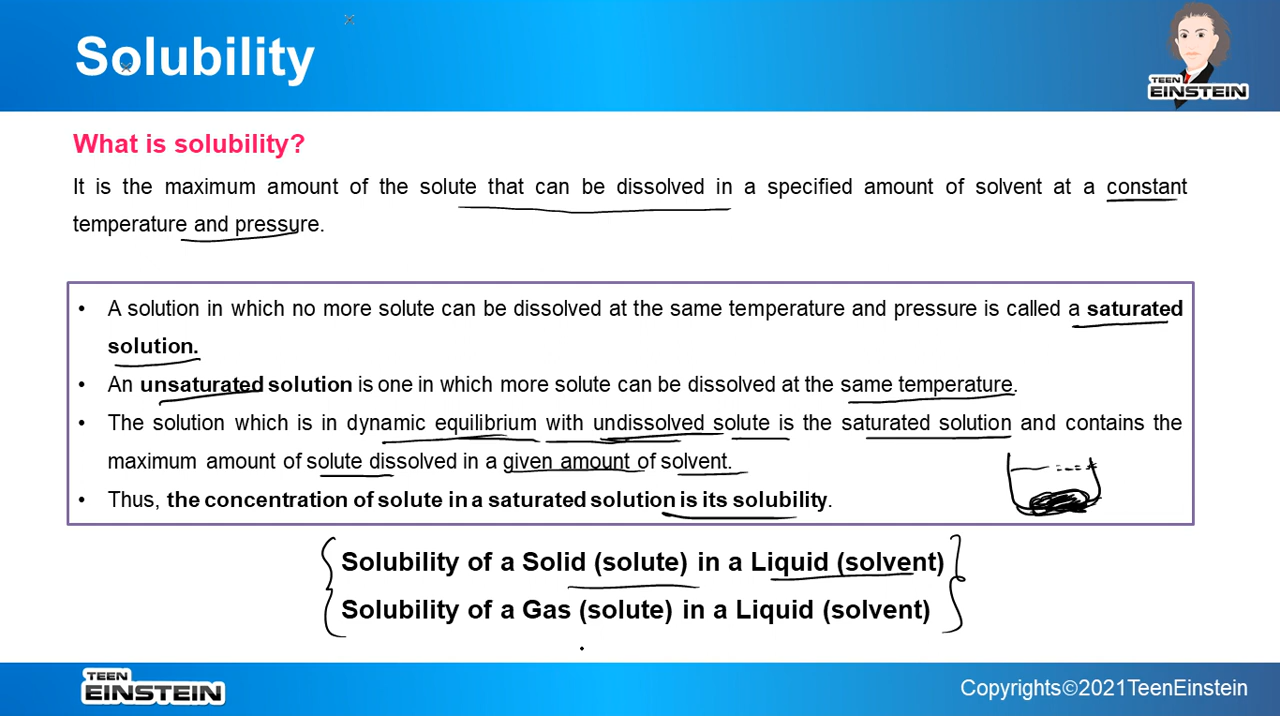 Solubility
TEEN
EINSTEIN
What is solubility?
It is the maximum amount of the solute that can be dissolved in a specified amount of solvent at a constant
temperature and pressure.
• A solution in which no more solute can be dissolved at the same temperature and pressure is called a saturated
solution.
• An unsaturated solution is one in which more solute can be dissolved at the same temperature.
• The solution which is in dynamic equilibrium with undissolved solute is the saturated solution and contains the
maximum amount of solute dissolved in a given amount of solvent.
• Thus, the concentration of solute in a saturated solution is its solubility.
Solubility of a Solid (solute) in a Liquid (solvent)
Solubility of a Gas (solute) in a Liquid (solvent)
TEEN
EINSTEIN
Copyrights©2021TeenEinstein